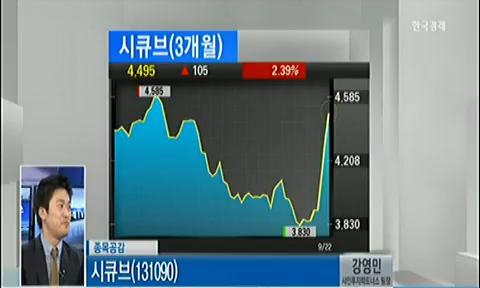 한국경제
시큐브(3개월)
4,495 ▲ 105 2.39%
4,585
4,585
4,208
3,830
3,830
9/22
종목공감
시큐브(131090)
강영민